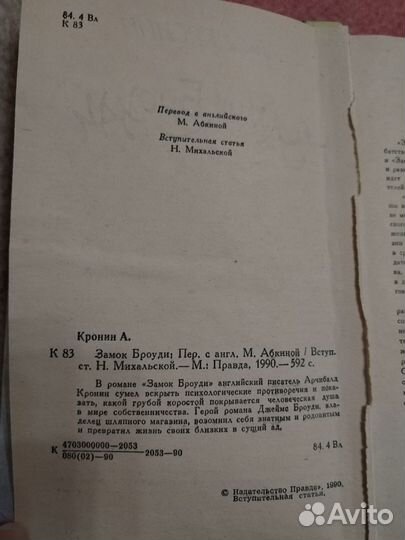 84. 4 Вл
К 83
Перевод с английского
М. Абкиной
Вступительная статья
Н. Михальской
Кронин А.
К 83 Замок Броуди: Пер. с англ. М. Абкиной / Вступ.
ст. Н. Михальской.— М.: Правда, 1990.— 592 с.
В романе «Замок Броуди» английский писатель Арчибалд
Кронин сумел вскрыть психологические противоречия и по-
казать, какой грубой коростой покрывается человеческая душа
в мире собственничества. Герой романа Джеймс Броуди, вла-
делец шляпного магазина, возомнил себя знатным и родовитым
и превратил жизнь своих близких в сущий ад.
К 4703000000—2053
080(02)—90
2053—90
84. 4 Вл
© Издательство Правда», 1990.
Вступительная статья.
Avito